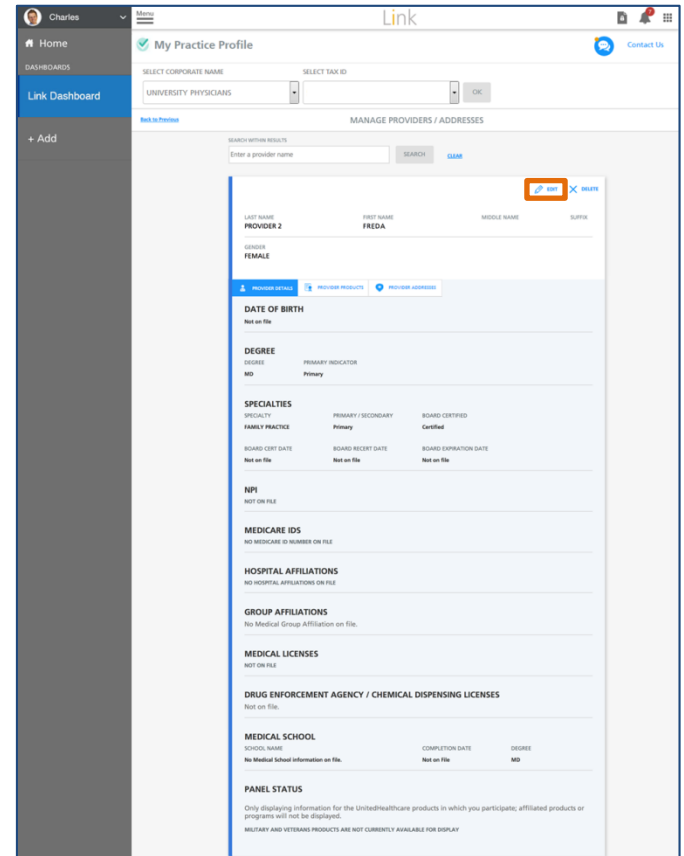 Charles
Menu
Link
Home
My Practice Profile
Contact Us
DASHBOARDS
SELECT CORPORATE NAME SELECT TAX ID
Link Dashboard
UNIVERSITY PHYSICIANS OK
Back to Previous MANAGE PROVIDERS / ADDRESSES
+ Add
SEARCH WITHIN RESULTS
Enter a provider name SEARCH CLEAR
EDIT DELETE
LAST NAME FIRST NAME MIDDLE NAME SUFFIX
PROVIDER 2 FREDA
GENDER
FEMALE
PROVIDER DETAILS PROVIDER PRODUCTS PROVIDER ADDRESSES
DATE OF BIRTH
Not on file
DEGREE
DEGREE PRIMARY INDICATOR
MD Primary
SPECIALTIES
SPECIALTY PRIMARY / SECONDARY BOARD CERTIFIED
FAMILY PRACTICE Primary Certified
BOARD CERT DATE BOARD RECERT DATE BOARD EXPIRATION DATE
Not on file Not on file Not on file
NPI
NOT ON FILE
MEDICARE IDS
NO MEDICARE ID NUMBER ON FILE
HOSPITAL AFFILIATIONS
NO HOSPITAL AFFILIATIONS ON FILE
GROUP AFFILIATIONS
No Medical Group Affiliation on file.
MEDICAL LICENSES
NOT ON FILE
DRUG ENFORCEMENT AGENCY / CHEMICAL DISPENSING LICENSES
Not on file.
MEDICAL SCHOOL
SCHOOL NAME COMPLETION DATE DEGREE
No Medical School information on file. Not on File MD
PANEL STATUS
Only displaying information for the UnitedHealthcare products in which you participate; affiliated products or
programs will not be displayed.
MILITARY AND VETERANS PRODUCTS ARE NOT CURRENTLY AVAILABLE FOR DISPLAY